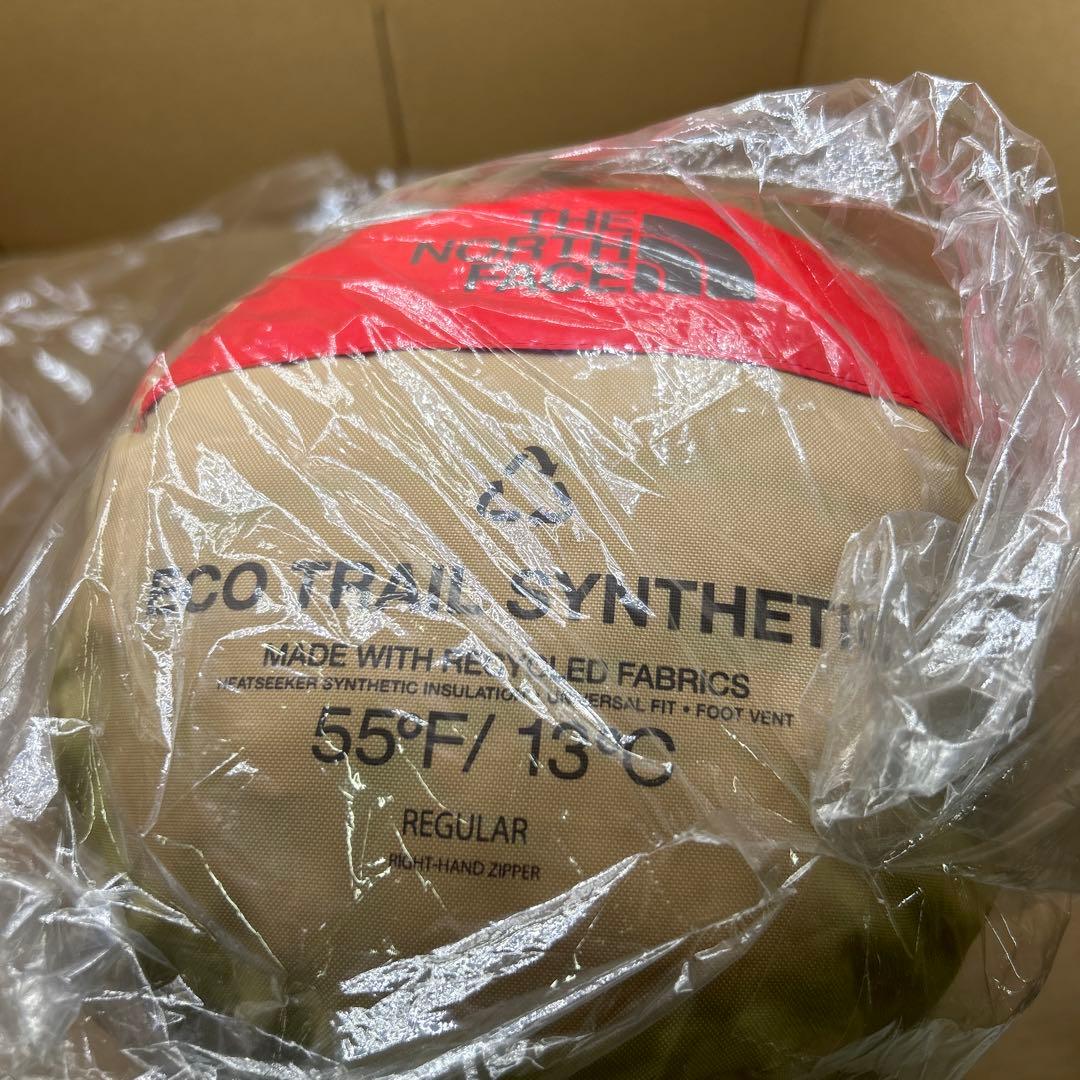 THE
NORTH
FACE
ECO TRAIL SYNTHETIC
MADE WITH RECYCLED FABRICS
HEATSEEKER SYNTHETIC INSULATION • UNIVERSAL FIT • FOOT VENT
55°F/ 13°C
REGULAR
RIGHT-HAND ZIPPER